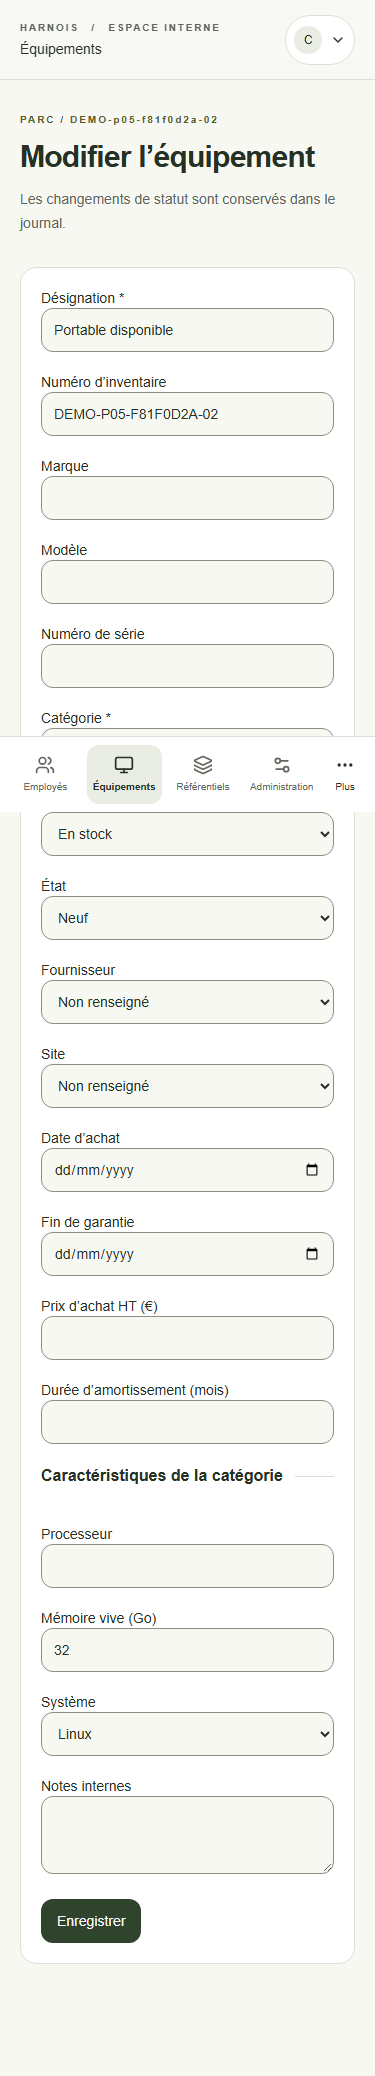 HARNOIS / ESPACE INTERNE
Équipements
C
PARC / DEMO-p05-f81f0d2a-02
Modifier l’équipement
Les changements de statut sont conservés dans le
journal.
Désignation *
Portable disponible
Numéro d’inventaire
DEMO-P05-F81F0D2A-02
Marque
Modèle
Numéro de série
Catégorie *
Employés
Équipements
Référentiels
Administration
Plus
En stock
État
Neuf
Fournisseur
Non renseigné
Site
Non renseigné
Date d’achat
dd/mm/yyyy
Fin de garantie
dd/mm/yyyy
Prix d’achat HT (€)
Durée d’amortissement (mois)
Caractéristiques de la catégorie
Processeur
Mémoire vive (Go)
32
Système
Linux
Notes internes
Enregistrer